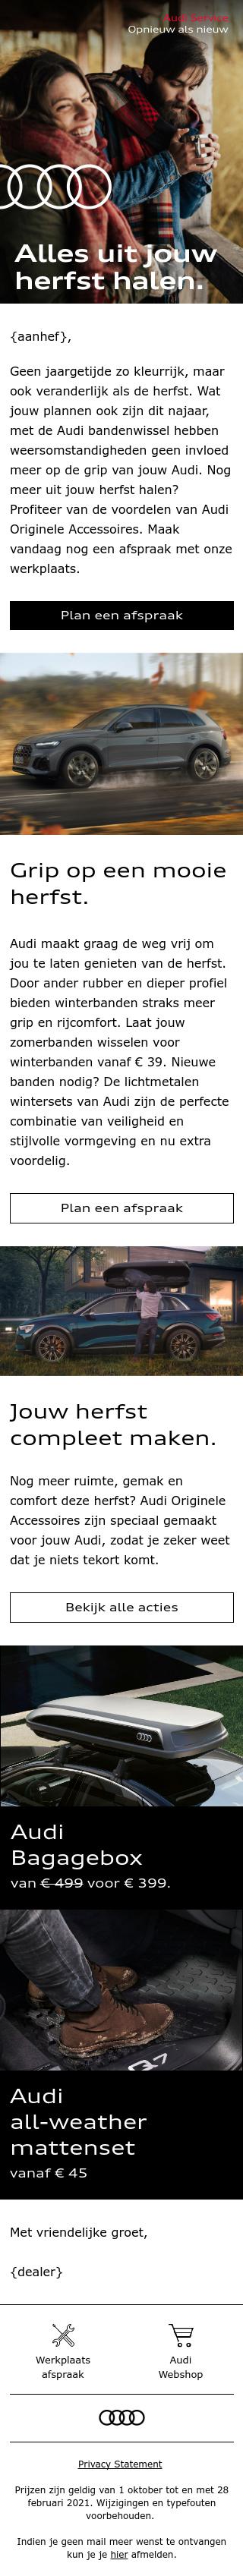 Audi Service
Opnieuw als nieuw
Alles uit jouw
herfst halen.
{aanhef},
Geen jaargetijde zo kleurrijk, maar
ook veranderlijk als de herfst. Wat
jouw plannen ook zijn dit najaar,
met de Audi bandenwissel hebben
weersomstandigheden geen invloed
meer op de grip van jouw Audi. Nog
meer uit jouw herfst halen?
Profiteer van de voordelen van Audi
Originele Accessoires. Maak
vandaag nog een afspraak met onze
werkplaats.
Plan een afspraak
Grip op een mooie
herfst.
Audi maakt graag de weg vrij om
jou te laten genieten van de herfst.
Door ander rubber en dieper profiel
bieden winterbanden straks meer
grip en rijcomfort. Laat jouw
zomerbanden wisselen voor
winterbanden vanaf € 39. Nieuwe
banden nodig? De lichtmetalen
wintersets van Audi zijn de perfecte
combinatie van veiligheid en
stijlvolle vormgeving en nu extra
voordelig.
Plan een afspraak
Jouw herfst
compleet maken.
Nog meer ruimte, gemak en
comfort deze herfst? Audi Originele
Accessoires zijn speciaal gemaakt
voor jouw Audi, zodat je zeker weet
dat je niets tekort komt.
Bekijk alle acties
Audi
Bagagebox
van € 499 voor € 399.
Audi
all-weather
mattenset
vanaf € 45
Met vriendelijke groet,
{dealer}
Werkplaats
afspraak
Audi
Webshop
Privacy Statement
Prijzen zijn geldig van 1 oktober tot en met 28
februari 2021. Wijzigingen en typefouten
voorbehouden.
Indien je geen mail meer wenst te ontvangen
kun je je hier afmelden.